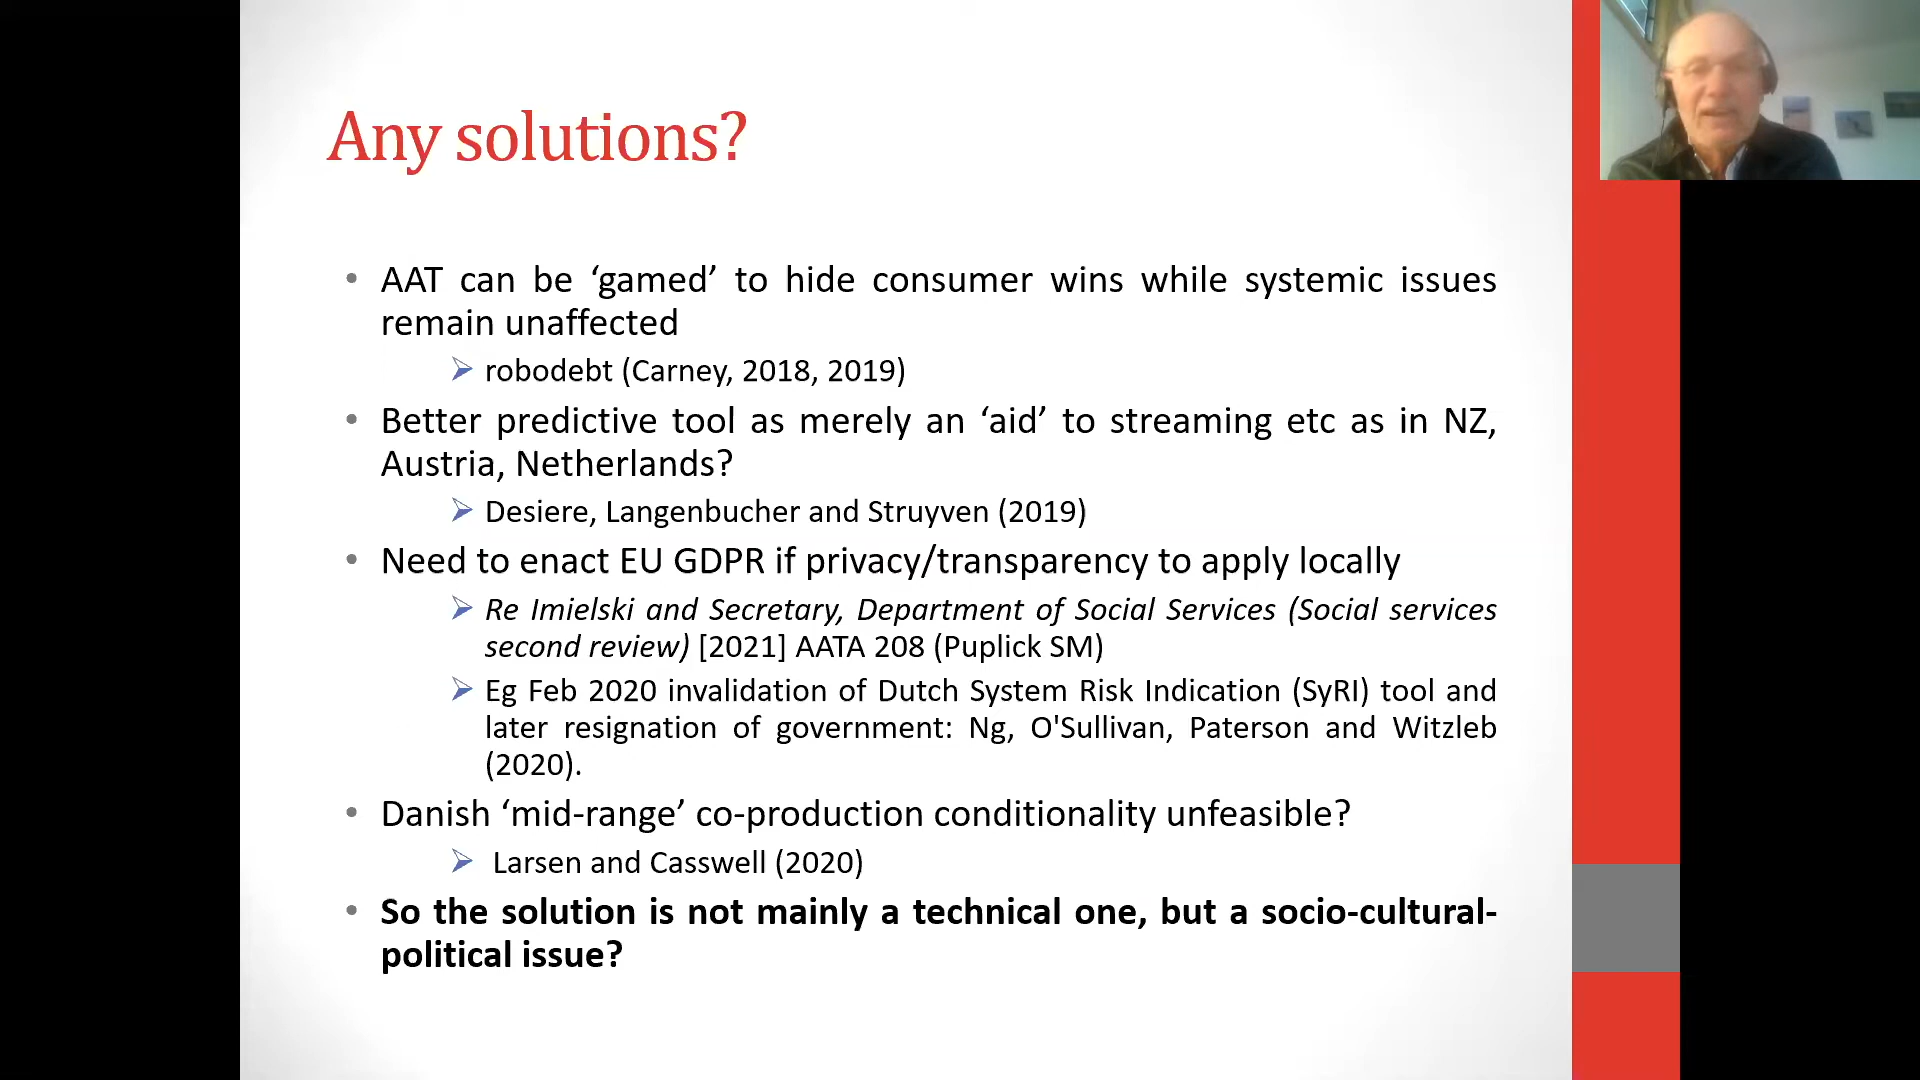 Any solutions?
• AAT can be ‘gamed’ to hide consumer wins while systemic issues
remain unaffected
➢ robodebt (Carney, 2018, 2019)
• Better predictive tool as merely an ‘aid’ to streaming etc as in NZ,
Austria, Netherlands?
➢ Desiere, Langenbucher and Struyven (2019)
• Need to enact EU GDPR if privacy/transparency to apply locally
➢ Re Imielski and Secretary, Department of Social Services (Social services
second review) [2021] AATA 208 (Puplick SM)
➢ Eg Feb 2020 invalidation of Dutch System Risk Indication (SyRI) tool and
later resignation of government: Ng, O'Sullivan, Paterson and Witzleb
(2020).
• Danish ‘mid-range’ co-production conditionality unfeasible?
➢ Larsen and Casswell (2020)
• So the solution is not mainly a technical one, but a socio-cultural-
political issue?